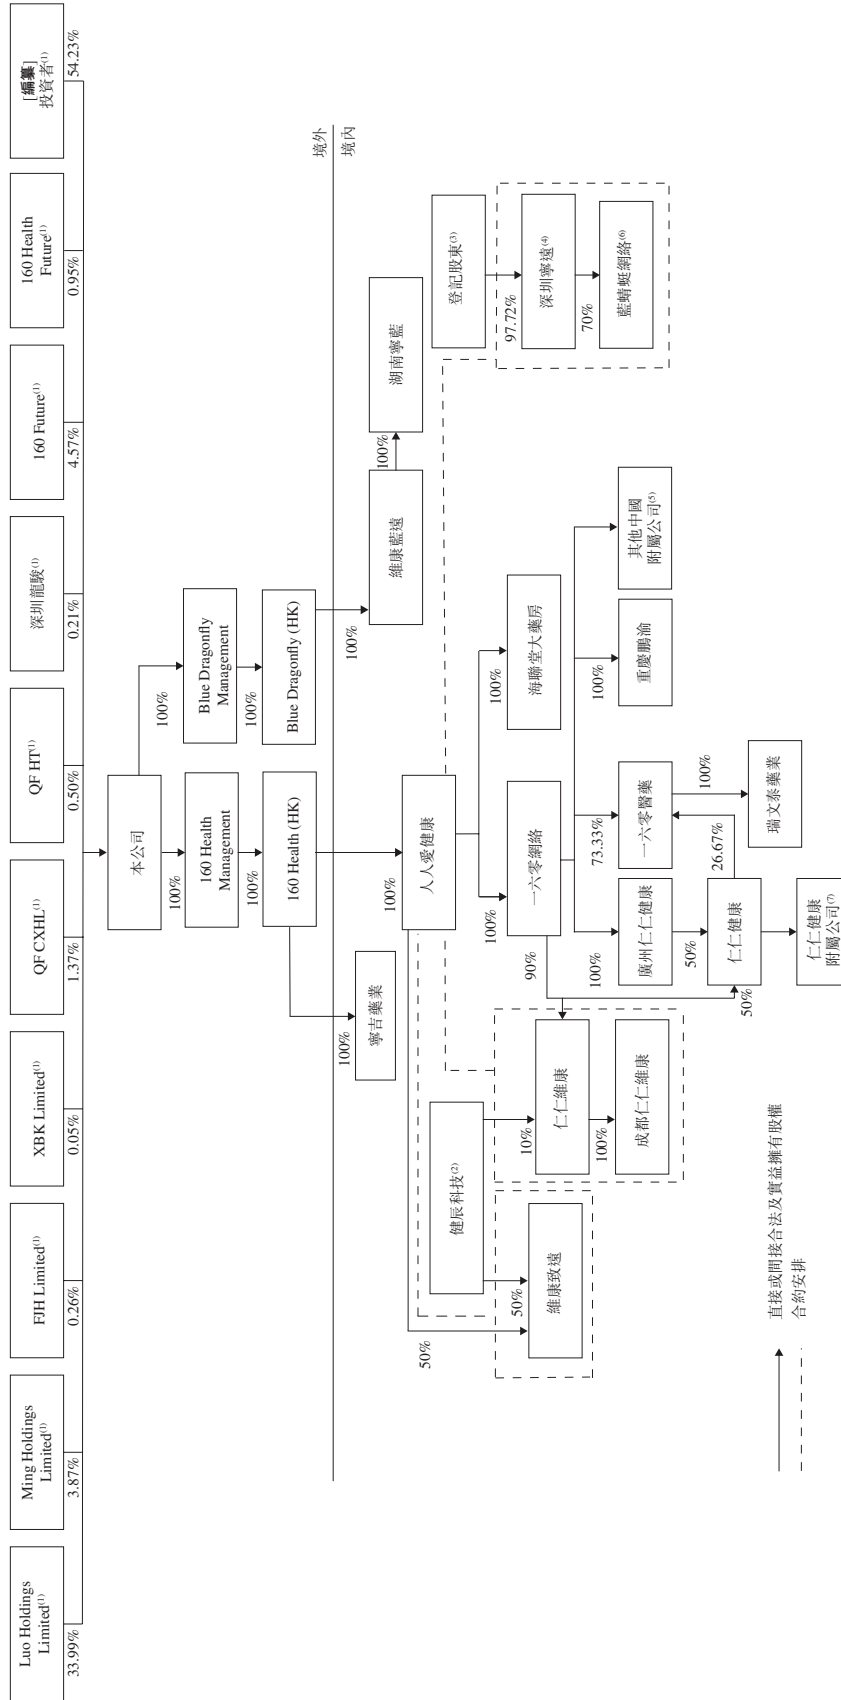 Luo Holdings
Limited(1)
Ming Holdings
Limited(1)
FJH Limited(1)
XBK Limited(1)
QF CXHL(1)
QF HT(1)
深圳龍駿(1)
160 Future(1)
160 Health
Future(1)
[編纂]
投資者(1)
33.99%
3.87%
0.26%
0.05%
1.37%
0.50%
0.21%
4.57%
0.95%
54.23%
本公司
100%
100%
160 Health
Management
Blue Dragonfly
Management
100%
100%
160 Health (HK)
Blue Dragonfly (HK)
境外
境內
100%
100%
100%
寧吉藥業
維康藍遠
100%
湖南寧藍
人人愛健康
健辰科技(2)
登記股東(3)
50%
100%
100%
97.72%
一六零網絡
海聯堂大藥房
深圳寧遠(4)
50%
10%
90%
70%
維康致遠
仁仁維康
藍蜻蜓網絡(6)
100%
100%
73.33%
100%
成都仁仁維康
廣州仁仁健康
一六零醫藥
重慶鵬渝
其他中國
附屬公司(5)
50%
26.67%
100%
50%
仁仁健康
瑞文泰藥業
仁仁健康
附屬公司(7)
直接或間接合法及實益擁有股權
合約安排